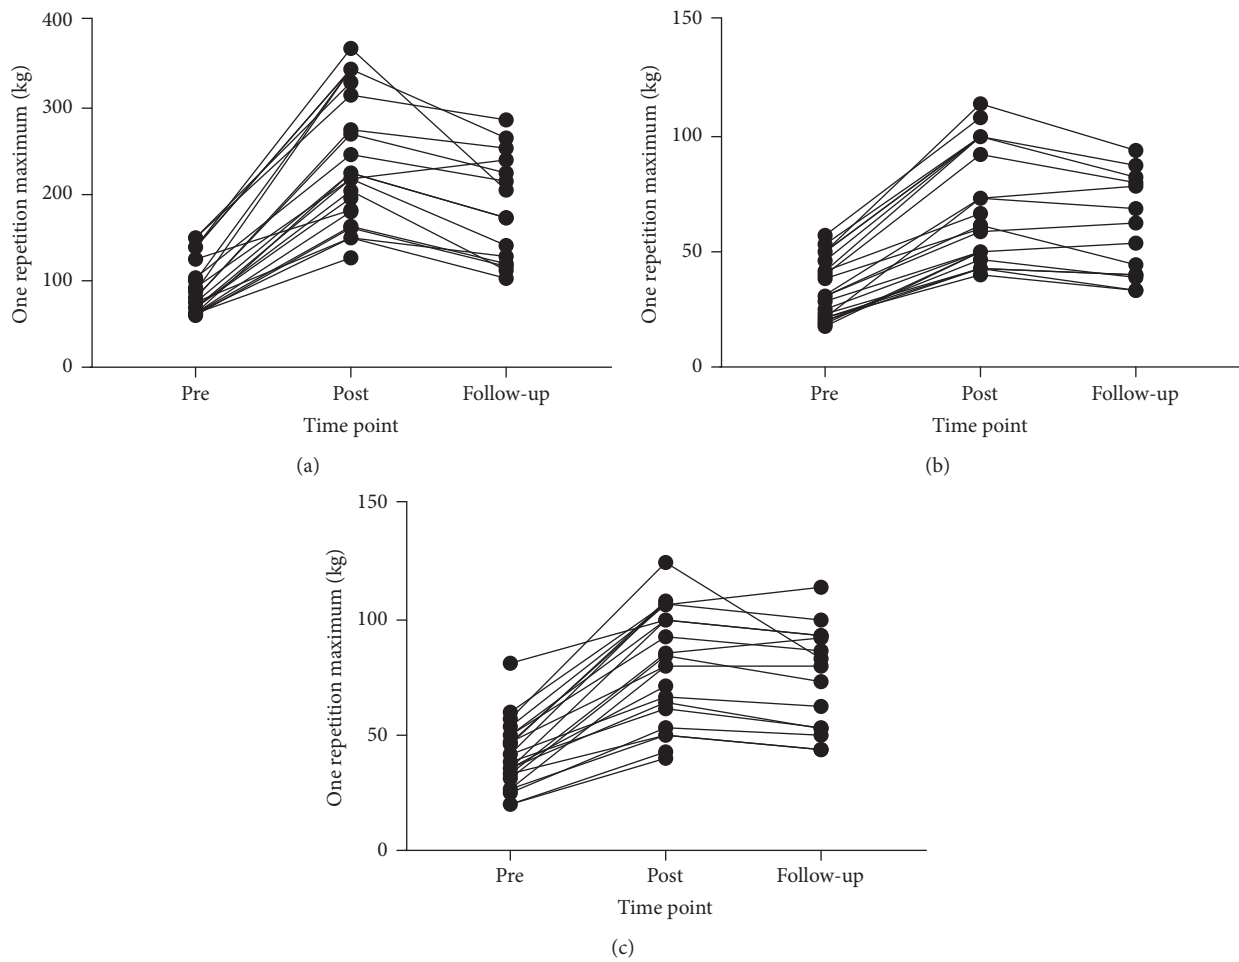 One repetition maximum (kg)
400
300
200
100
0
Pre
Post
Follow-up
Time point
(a)
One repetition maximum (kg)
150
100
50
0
Pre
Post
Follow-up
Time point
(b)
One repetition maximum (kg)
150
100
50
0
Pre
Post
Follow-up
Time point
(c)